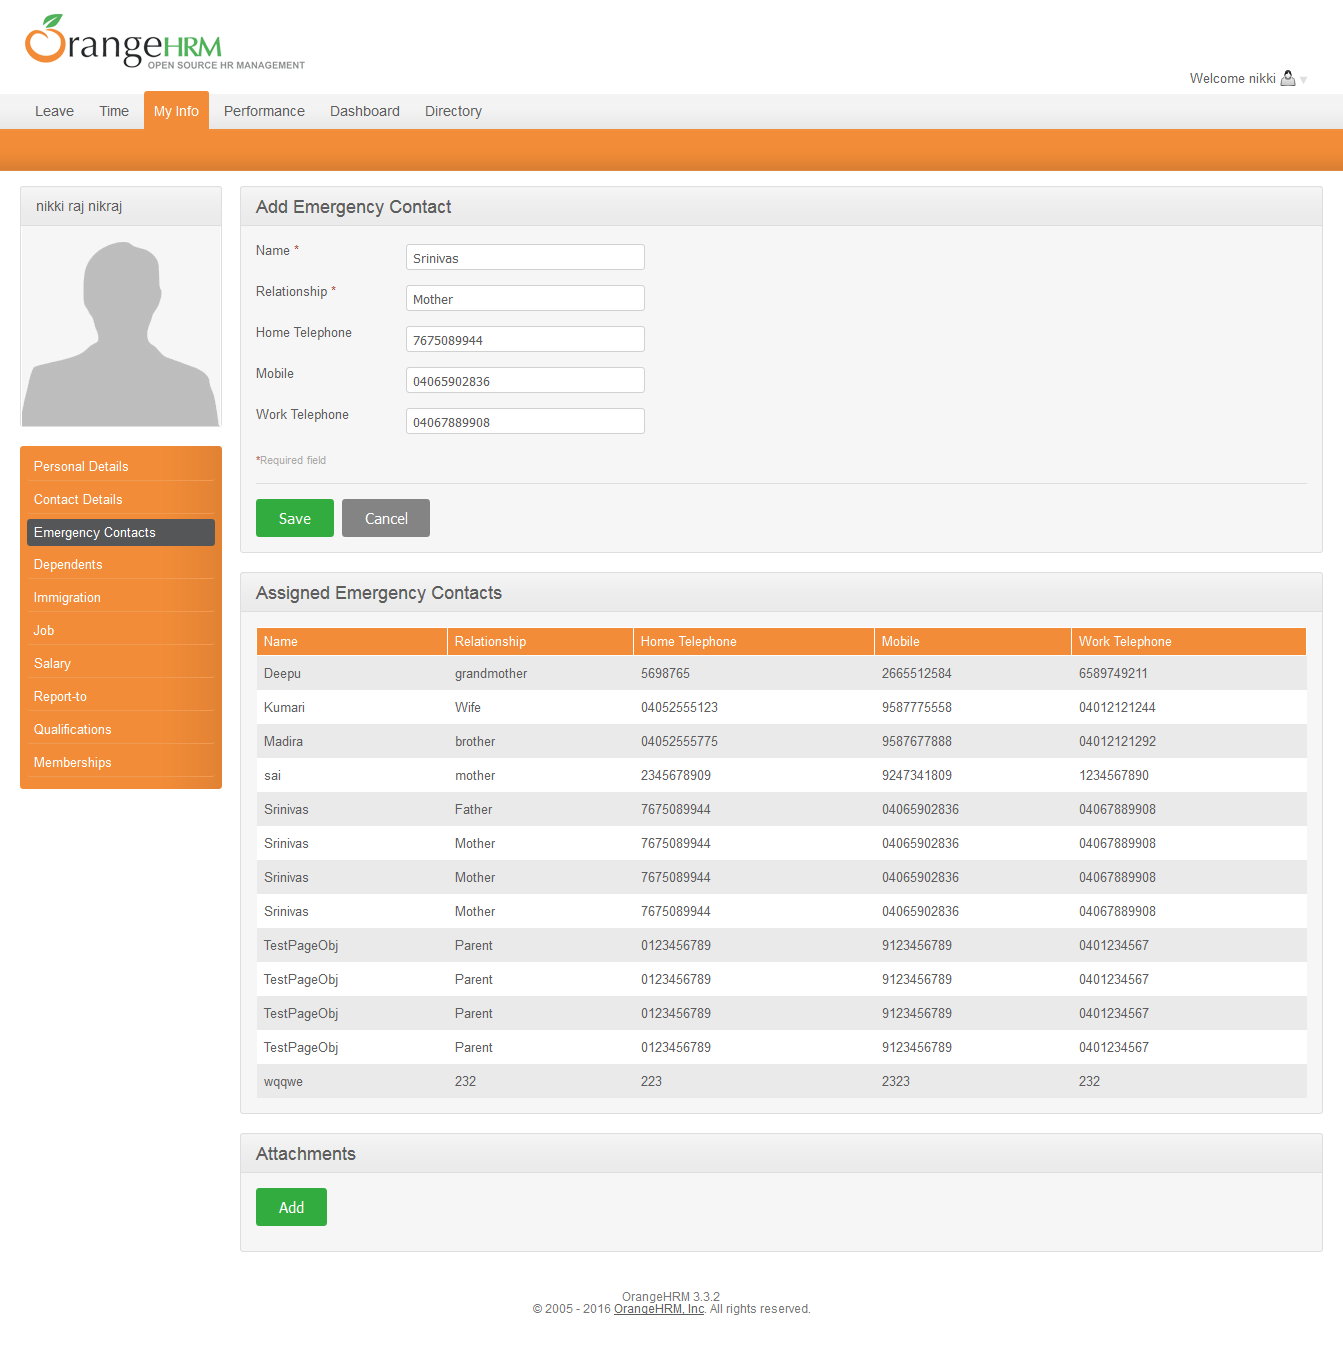 OrangeHRM
OPEN SOURCE HR MANAGEMENT
Welcome nikki
Leave Time My Info Performance Dashboard Directory
nikki raj nikraj
Personal Details
Contact Details
Emergency Contacts
Dependents
Immigration
Job
Salary
Report-to
Qualifications
Memberships
Add Emergency Contact
Name * Srinivas
Relationship * Mother
Home Telephone 7675089944
Mobile 04065902836
Work Telephone 04067889908
*Required field
Save Cancel
Assigned Emergency Contacts
Name Relationship Home Telephone Mobile Work Telephone
Deepu grandmother 5698765 2665512584 6589749211
Kumari Wife 04052555123 9587775558 04012121244
Madira brother 04052555775 9587677888 04012121292
sai mother 2345678909 9247341809 1234567890
Srinivas Father 7675089944 04065902836 04067889908
Srinivas Mother 7675089944 04065902836 04067889908
Srinivas Mother 7675089944 04065902836 04067889908
Srinivas Mother 7675089944 04065902836 04067889908
TestPageObj Parent 0123456789 9123456789 0401234567
TestPageObj Parent 0123456789 9123456789 0401234567
TestPageObj Parent 0123456789 9123456789 0401234567
TestPageObj Parent 0123456789 9123456789 0401234567
wqqwe 232 223 2323 232
Attachments
Add
OrangeHRM 3.3.2
© 2005 - 2016 OrangeHRM, Inc. All rights reserved.